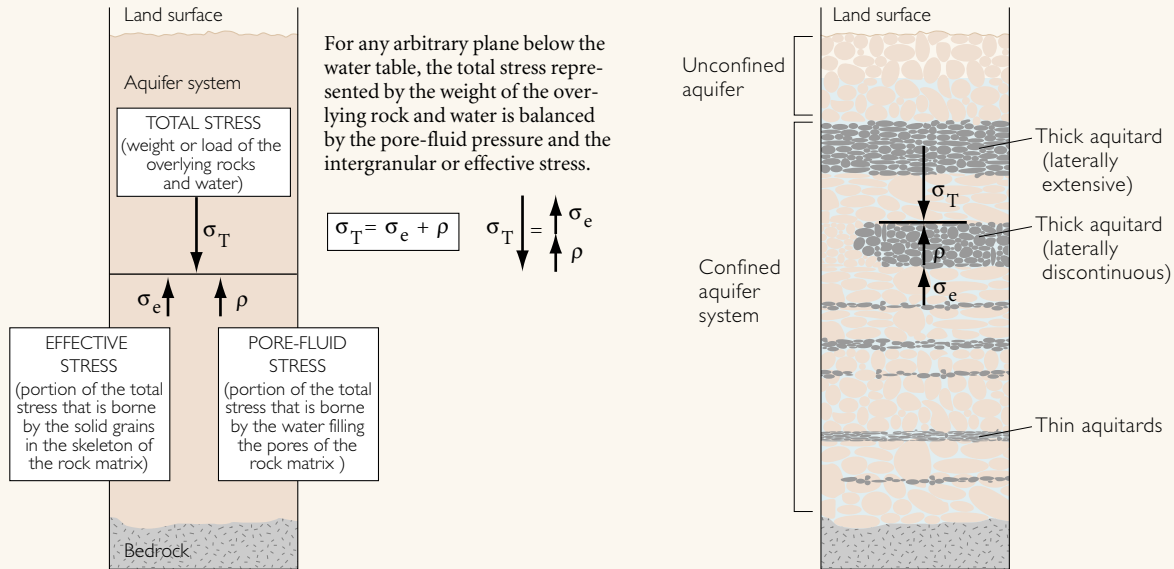 Land surface
Aquifer system
TOTAL STRESS
(weight or load of the
overlying rocks
and water)
σT
σe
ρ
EFFECTIVE
STRESS
(portion of the total
stress that is borne
by the solid grains
in the skeleton of
the rock matrix)
PORE-FLUID
STRESS
(portion of the total
stress that is borne
by the water filling
the pores of the
rock matrix )
Bedrock
For any arbitrary plane below the
water table, the total stress repre-
sented by the weight of the over-
lying rock and water is balanced
by the pore-fluid pressure and the
intergranular or effective stress.
σT = σe + ρ
σT = σe
ρ
Land surface
Unconfined
aquifer
Confined
aquifer
system
σT
ρ
σe
Thick aquitard
(laterally
extensive)
Thick aquitard
(laterally
discontinuous)
Thin aquitards